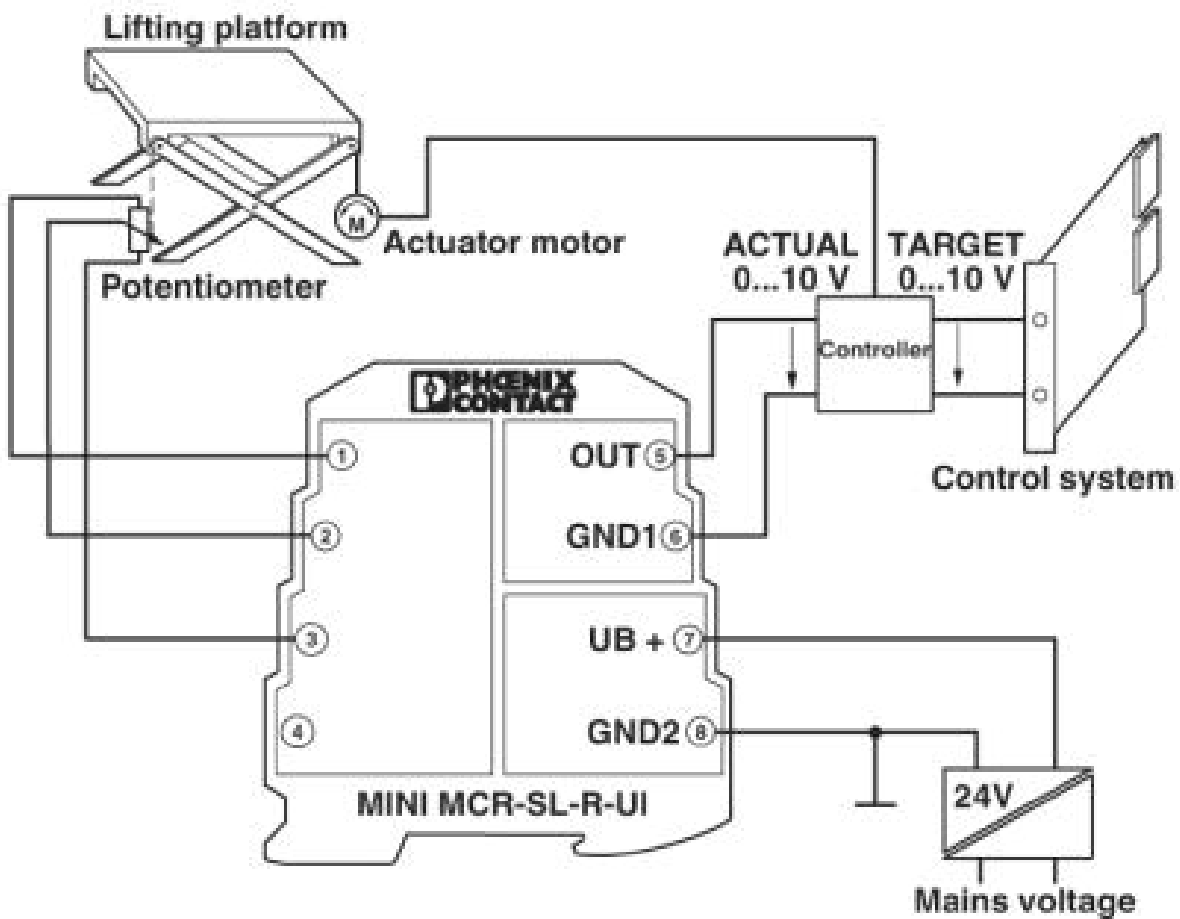 Lifting platform
M
Actuator motor
Potentiometer
ACTUAL
0...10 V
TARGET
0...10 V
Controller
Control system
PHŒNIX
CONTACT
1
OUT 5
2
GND1 6
3
UB + 7
4
GND2 8
MINI MCR-SL-R-UI
24V
Mains voltage